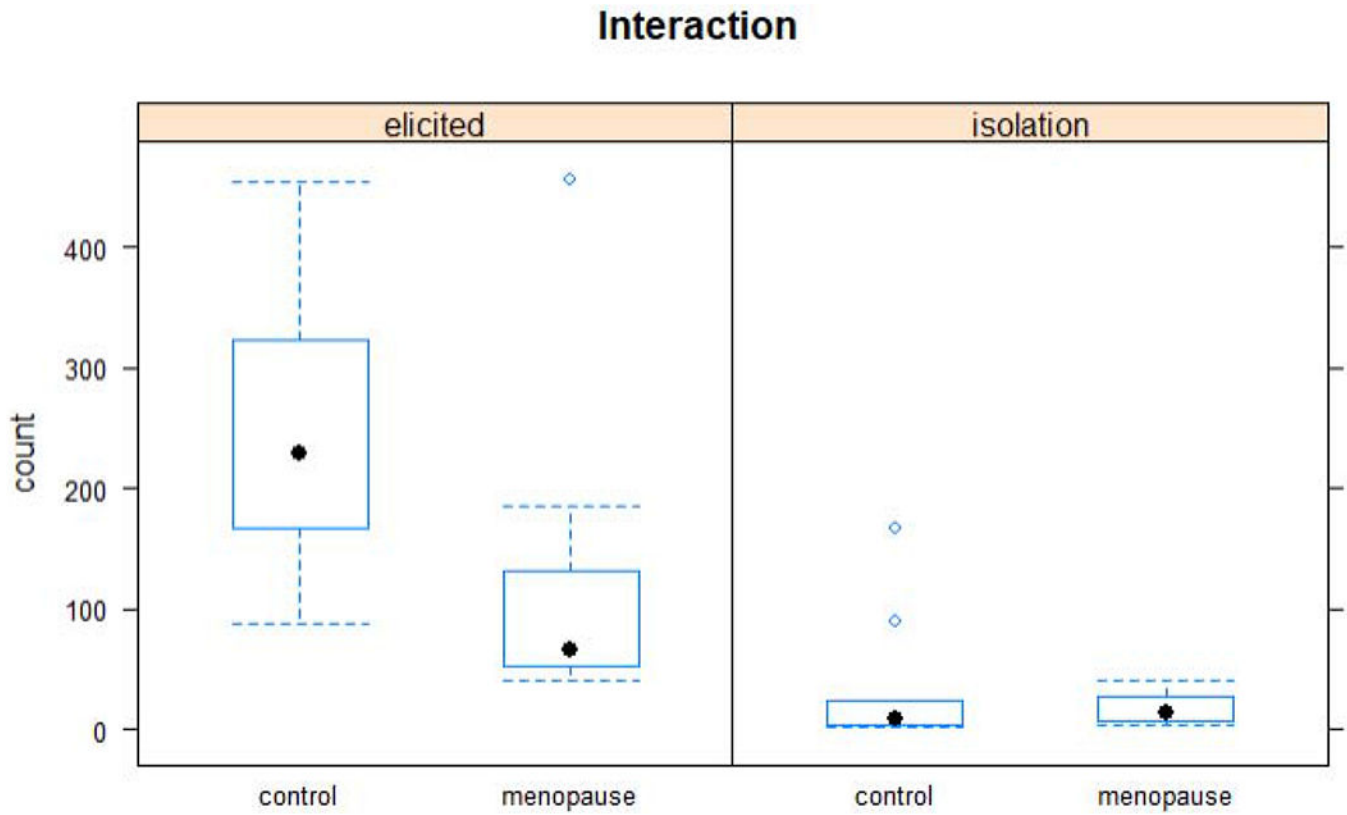 Interaction
elicited
isolation
count
400
300
200
100
0
control
menopause
control
menopause